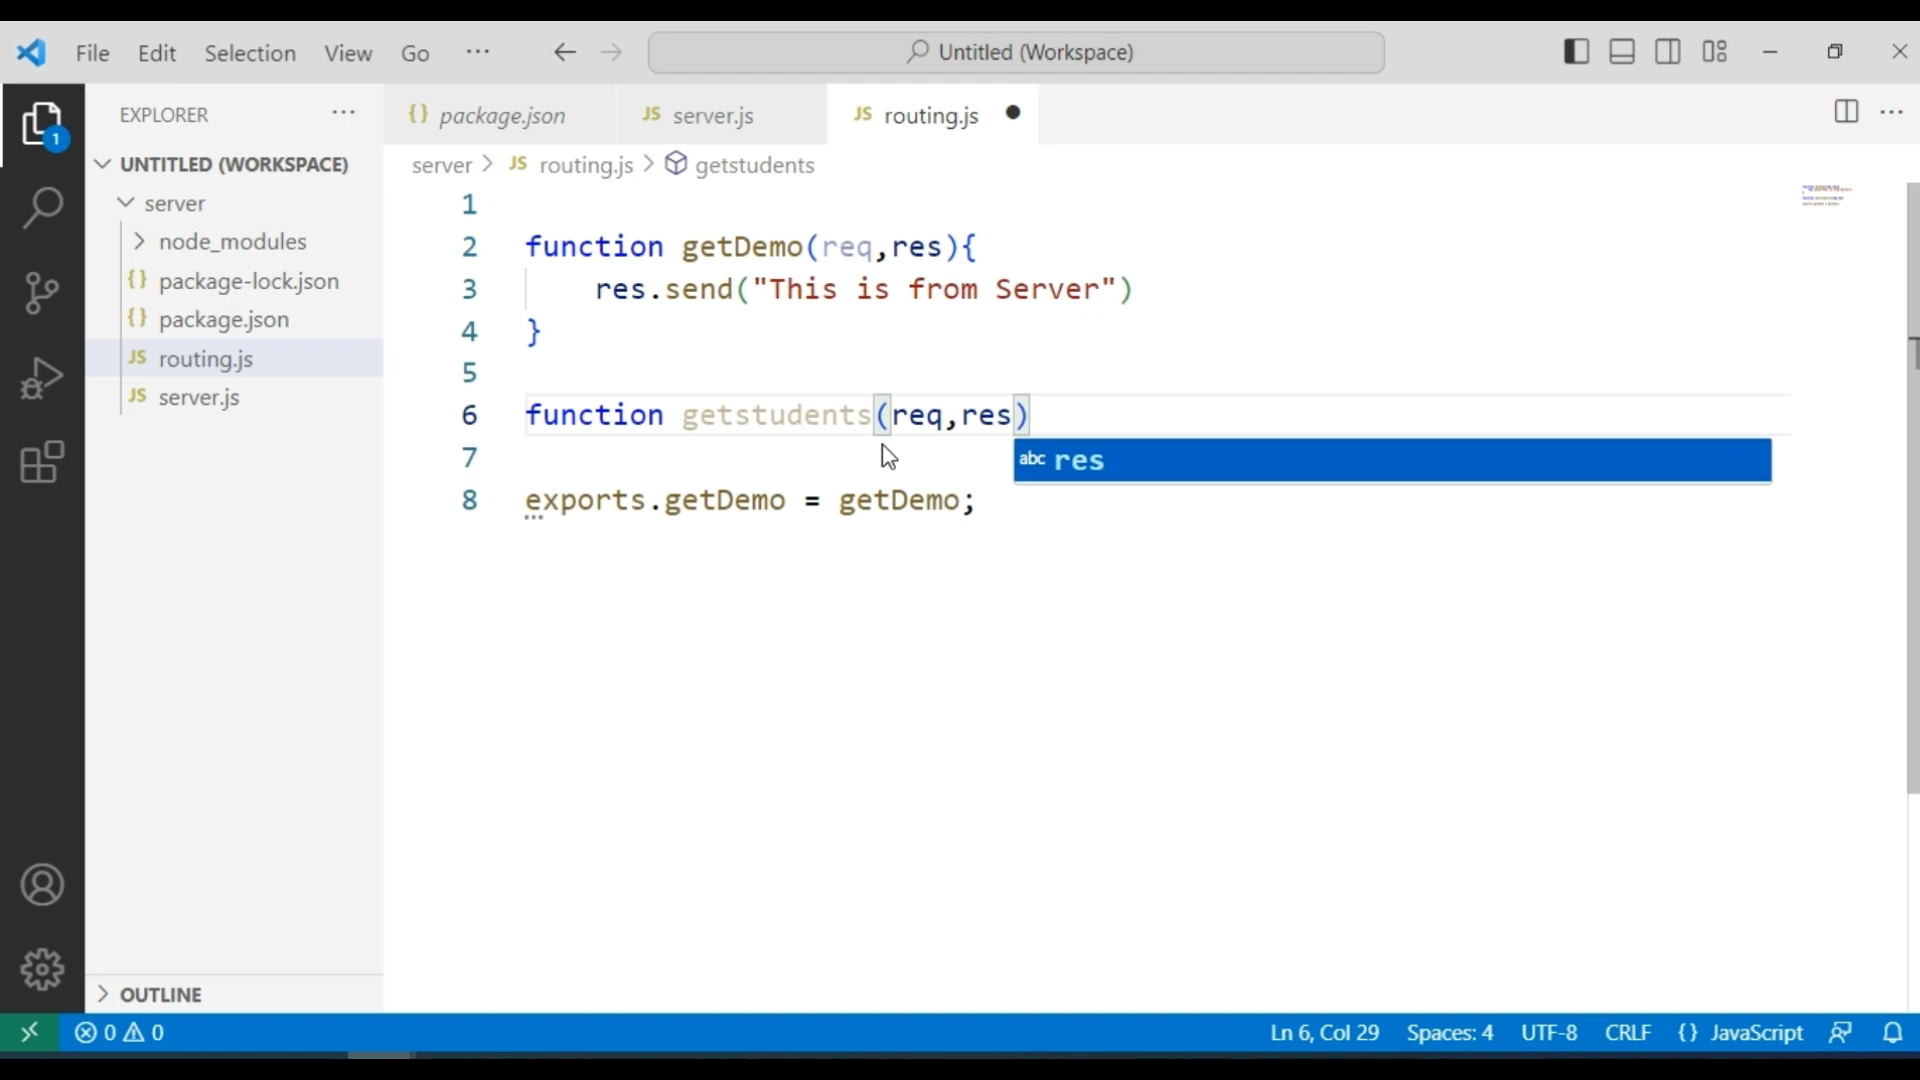 File Edit Selection View Go ··· Untitled (Workspace)
EXPLORER ···
{} package.json JS server.js JS routing.js ···
1
UNTITLED (WORKSPACE)
server > JS routing.js > getstudents
server
node_modules
{} package-lock.json
{} package.json
JS routing.js
JS server.js
1
2 function getDemo(req,res){
3 res.send("This is from Server")
4 }
5
6 function getstudents(req,res)
7
abc res
8 exports.getDemo = getDemo;
OUTLINE
0 0 Ln 6, Col 29 Spaces: 4 UTF-8 CRLF {} JavaScript